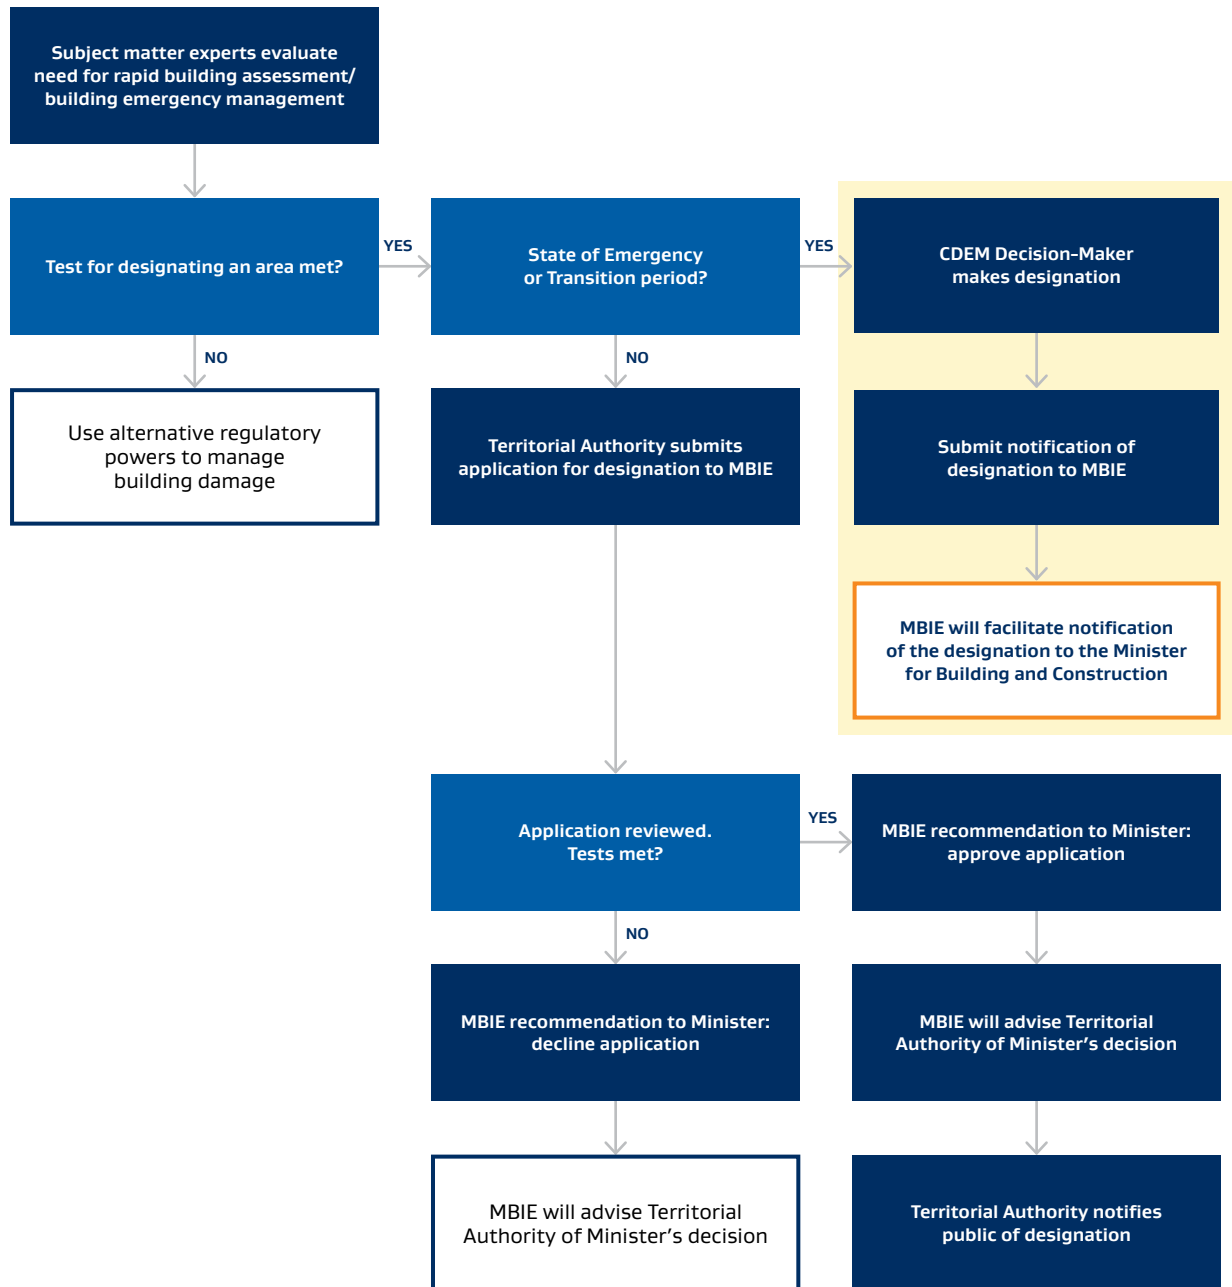 Subject matter experts evaluate
need for rapid building assessment/
building emergency management
Test for designating an area met?
YES
State of Emergency
or Transition period?
YES
CDEM Decision-Maker
makes designation
NO
NO
Use alternative regulatory
powers to manage
building damage
Territorial Authority submits
application for designation to MBIE
Submit notification of
designation to MBIE
MBIE will facilitate notification
of the designation to the Minister
for Building and Construction
Application reviewed.
Tests met?
YES
MBIE recommendation to Minister:
approve application
NO
MBIE recommendation to Minister:
decline application
MBIE will advise Territorial
Authority of Minister’s decision
MBIE will advise Territorial
Authority of Minister’s decision
Territorial Authority notifies
public of designation